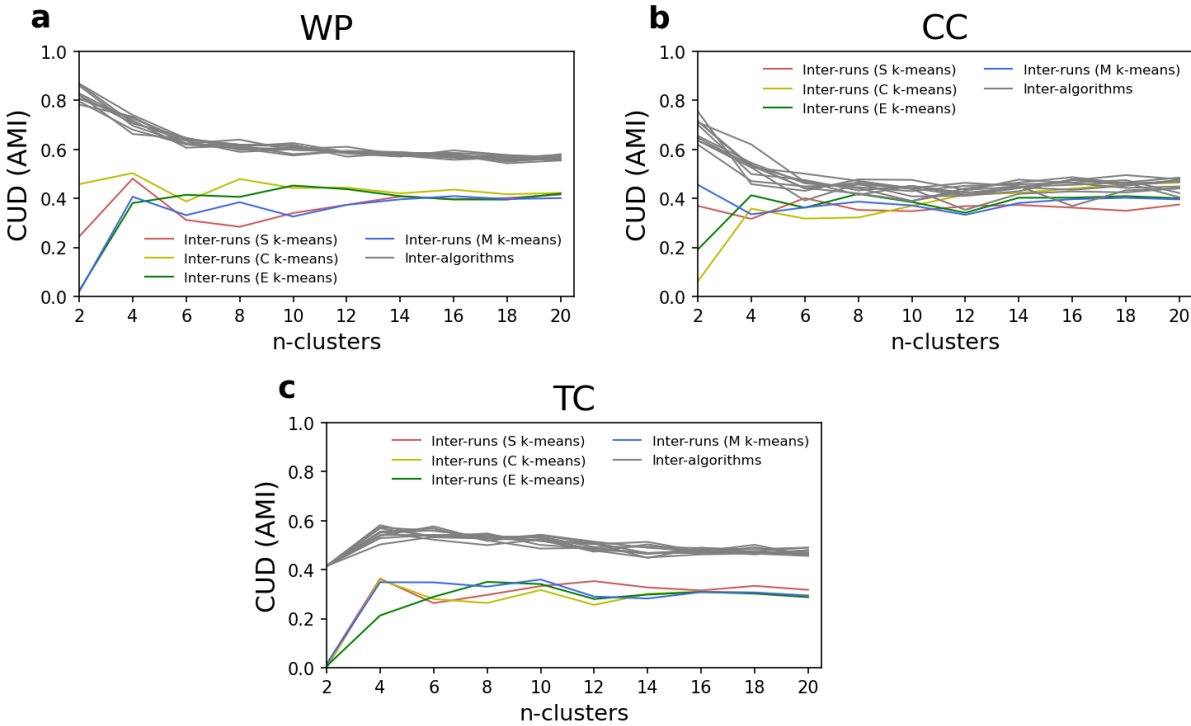 a
WP
1.0
0.8
0.6
0.4
0.2
0.0
CUD (AMI)
Inter-runs (S k-means)
Inter-runs (C k-means)
Inter-runs (E k-means)
Inter-runs (M k-means)
Inter-algorithms
2 4 6 8 10 12 14 16 18 20
n-clusters
b
CC
1.0
0.8
0.6
0.4
0.2
0.0
CUD (AMI)
Inter-runs (S k-means)
Inter-runs (C k-means)
Inter-runs (E k-means)
Inter-runs (M k-means)
Inter-algorithms
2 4 6 8 10 12 14 16 18 20
n-clusters
c
TC
1.0
0.8
0.6
0.4
0.2
0.0
CUD (AMI)
Inter-runs (S k-means)
Inter-runs (C k-means)
Inter-runs (E k-means)
Inter-runs (M k-means)
Inter-algorithms
2 4 6 8 10 12 14 16 18 20
n-clusters